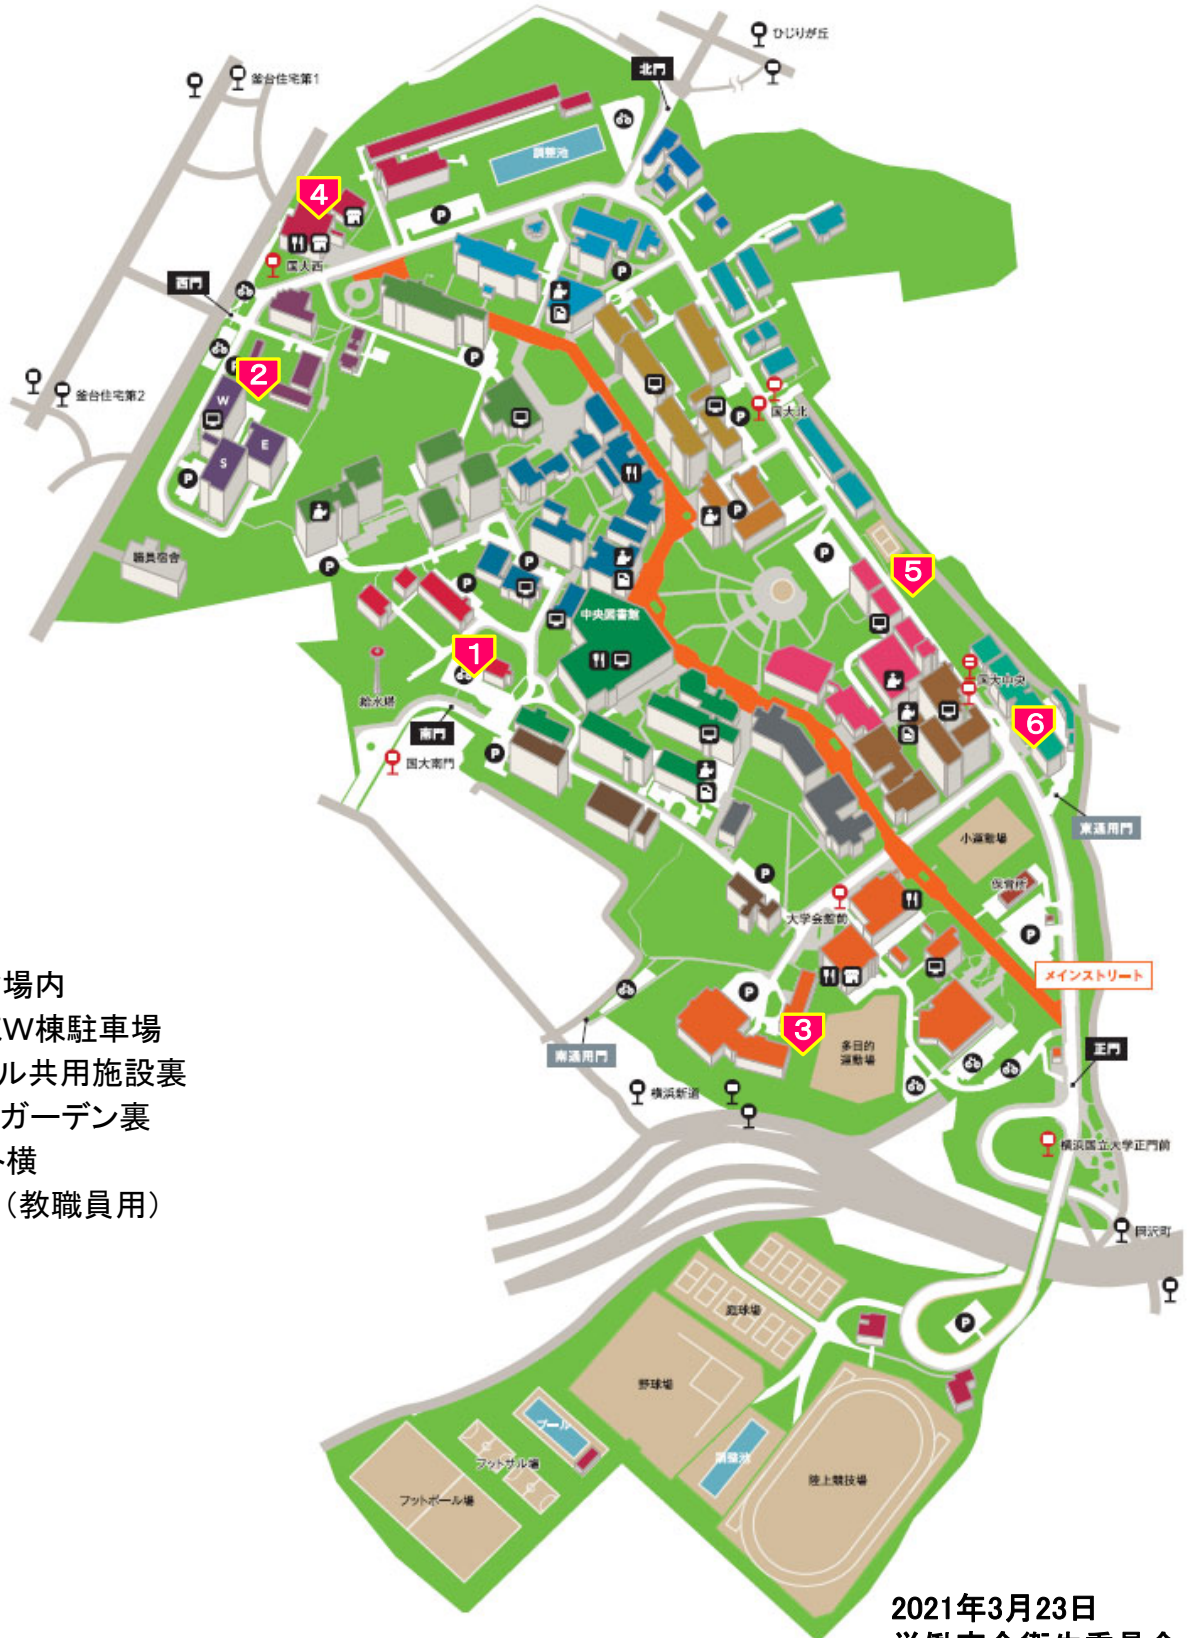 ひじりが丘
北門
釜台住宅第1
調整池
4
国大西
西門
P
2
釜台住宅第2
W
E
S
国大北
職員宿舎
5
中央図書館
1
給水塔
国大中央
南門
6
国大南門
東通用門
小運動場
保育所
大学会館前
メインストリート
場内
W棟駐車場
ル共用施設裏
ガーデン裏
横
（教職員用）
3
多目的
運動場
南通用門
正門
横浜新道
横浜国立大学正門前
岡沢町
庭球場
野球場
プール
フットサル場
調整池
フットボール場
陸上競技場
2021年3月23日